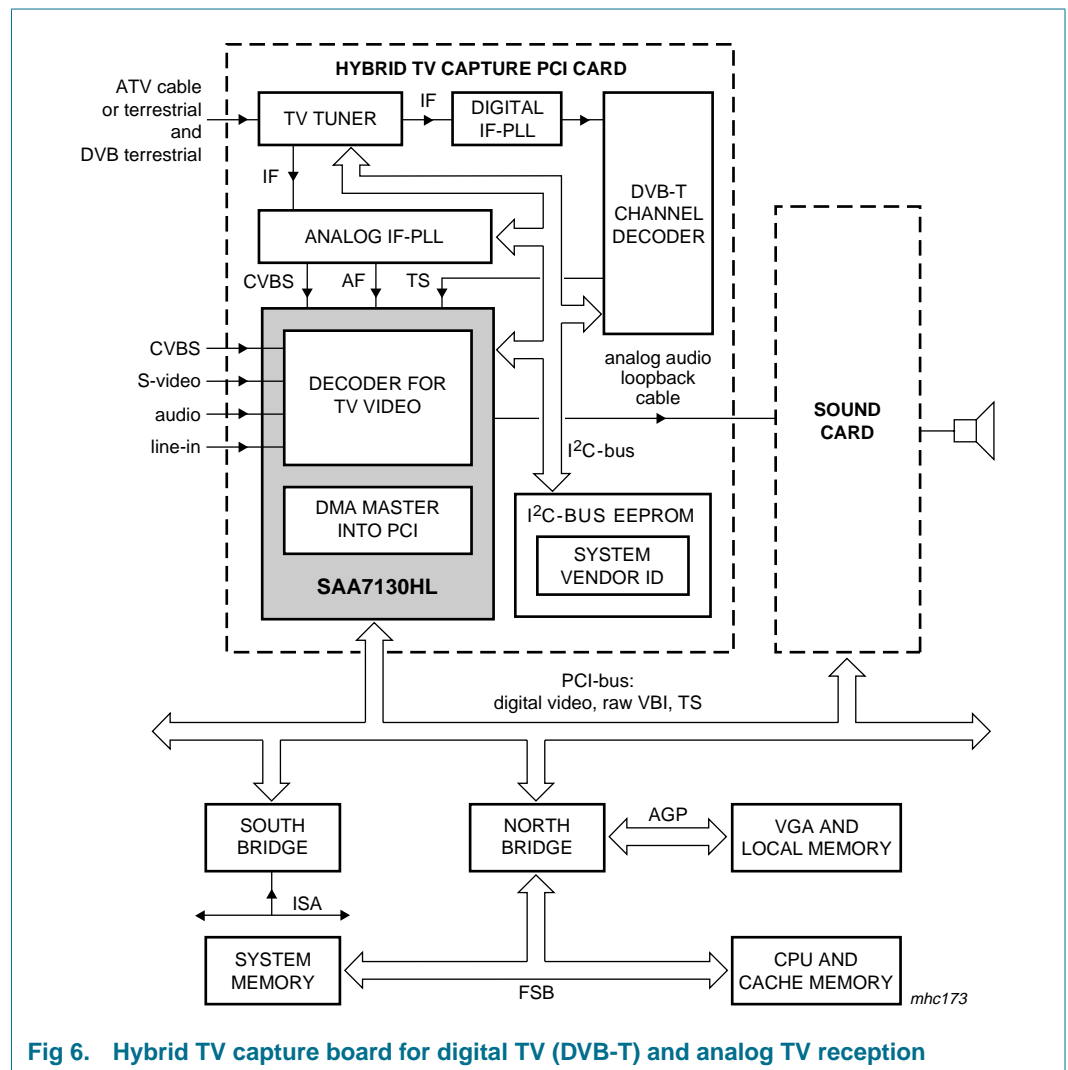 HYBRID TV CAPTURE PCI CARD
ATV cable
or terrestrial
and
DVB terrestrial
TV TUNER
IF
DIGITAL
IF-PLL
DVB-T
CHANNEL
DECODER
IF
ANALOG IF-PLL
CVBS
AF
TS
CVBS
S-video
audio
line-in
DECODER FOR
TV VIDEO
DMA MASTER
INTO PCI
SAA7130HL
analog audio
loopback
cable
I2C-bus
I2C-BUS EEPROM
SYSTEM
VENDOR ID
SOUND
CARD
PCI-bus:
digital video, raw VBI, TS
SOUTH
BRIDGE
NORTH
BRIDGE
AGP
VGA AND
LOCAL MEMORY
ISA
SYSTEM
MEMORY
FSB
CPU AND
CACHE MEMORY
mhc173
Fig 6. Hybrid TV capture board for digital TV (DVB-T) and analog TV reception